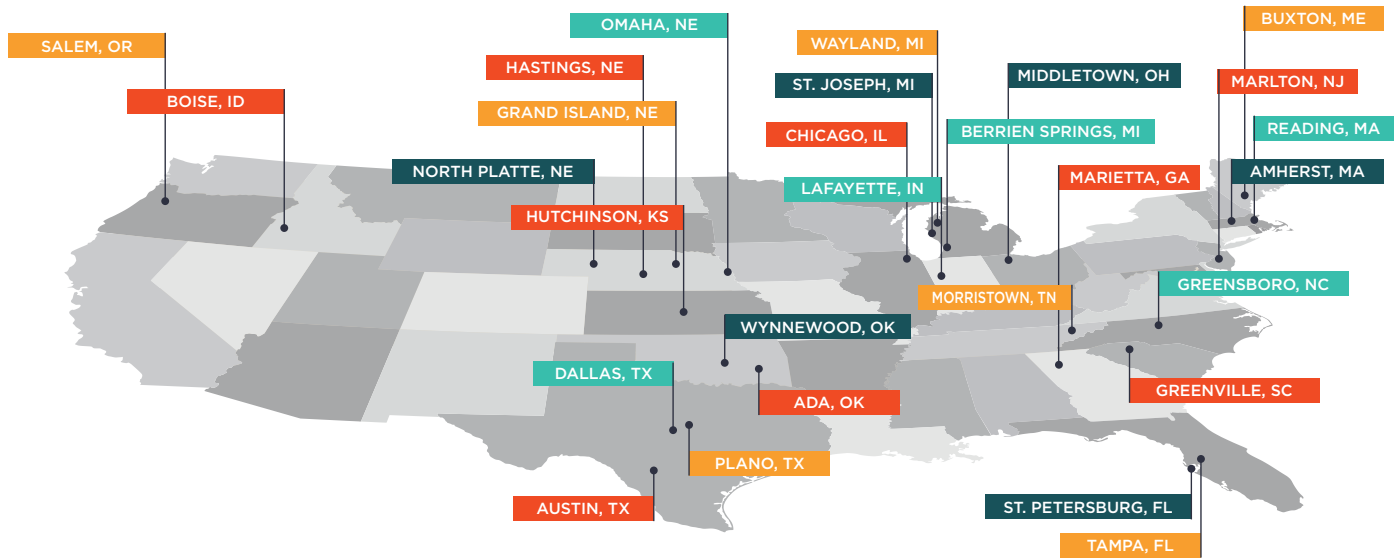 BUXTON, ME
OMAHA, NE
WAYLAND, MI
SALEM, OR
HASTINGS, NE
MIDDLETOWN, OH
MARLTON, NJ
ST. JOSEPH, MI
BOISE, ID
GRAND ISLAND, NE
CHICAGO, IL
BERRIEN SPRINGS, MI
READING, MA
NORTH PLATTE, NE
MARIETTA, GA
AMHERST, MA
LAFAYETTE, IN
HUTCHINSON, KS
GREENSBORO, NC
MORRISTOWN, TN
WYNNEWOOD, OK
DALLAS, TX
GREENVILLE, SC
ADA, OK
PLANO, TX
AUSTIN, TX
ST. PETERSBURG, FL
TAMPA, FL